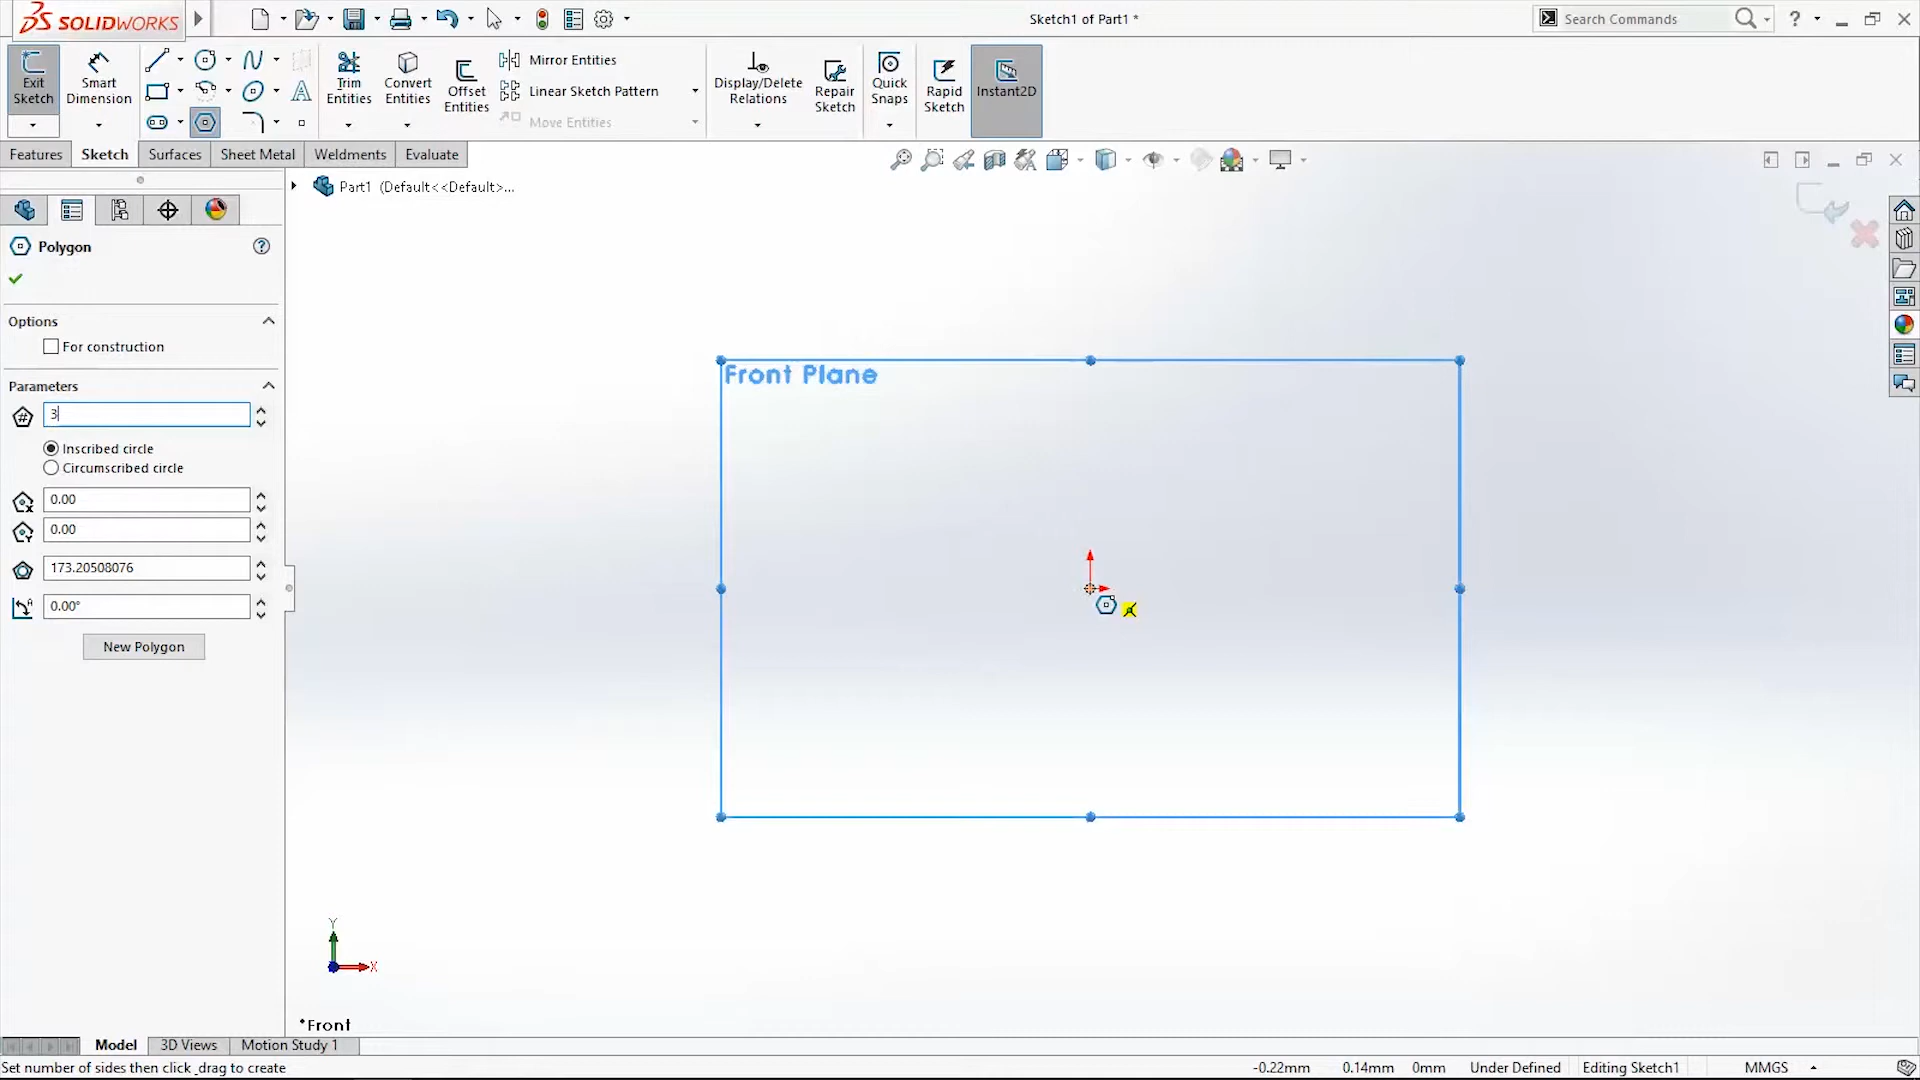 SOLIDWORKS
Sketch1 of Part1 *
Search Commands
?
Exit Sketch
Smart Dimension
Trim Entities
Convert Entities
Offset Entities
Mirror Entities
Linear Sketch Pattern
Move Entities
Display/Delete Relations
Repair Sketch
Quick Snaps
Rapid Sketch
Instant2D
Features
Sketch
Surfaces
Sheet Metal
Weldments
Evaluate
Part1 (Default<<Default>...
Polygon
?
Options
For construction
Parameters
3
Inscribed circle
Circumscribed circle
0.00
0.00
173.20508076
0.00°
New Polygon
Front Plane
Y
X
*Front
Model
3D Views
Motion Study 1
Set number of sides then click _drag to create
-0.22mm
0.14mm
0mm
Under Defined
Editing Sketch1
MMGS